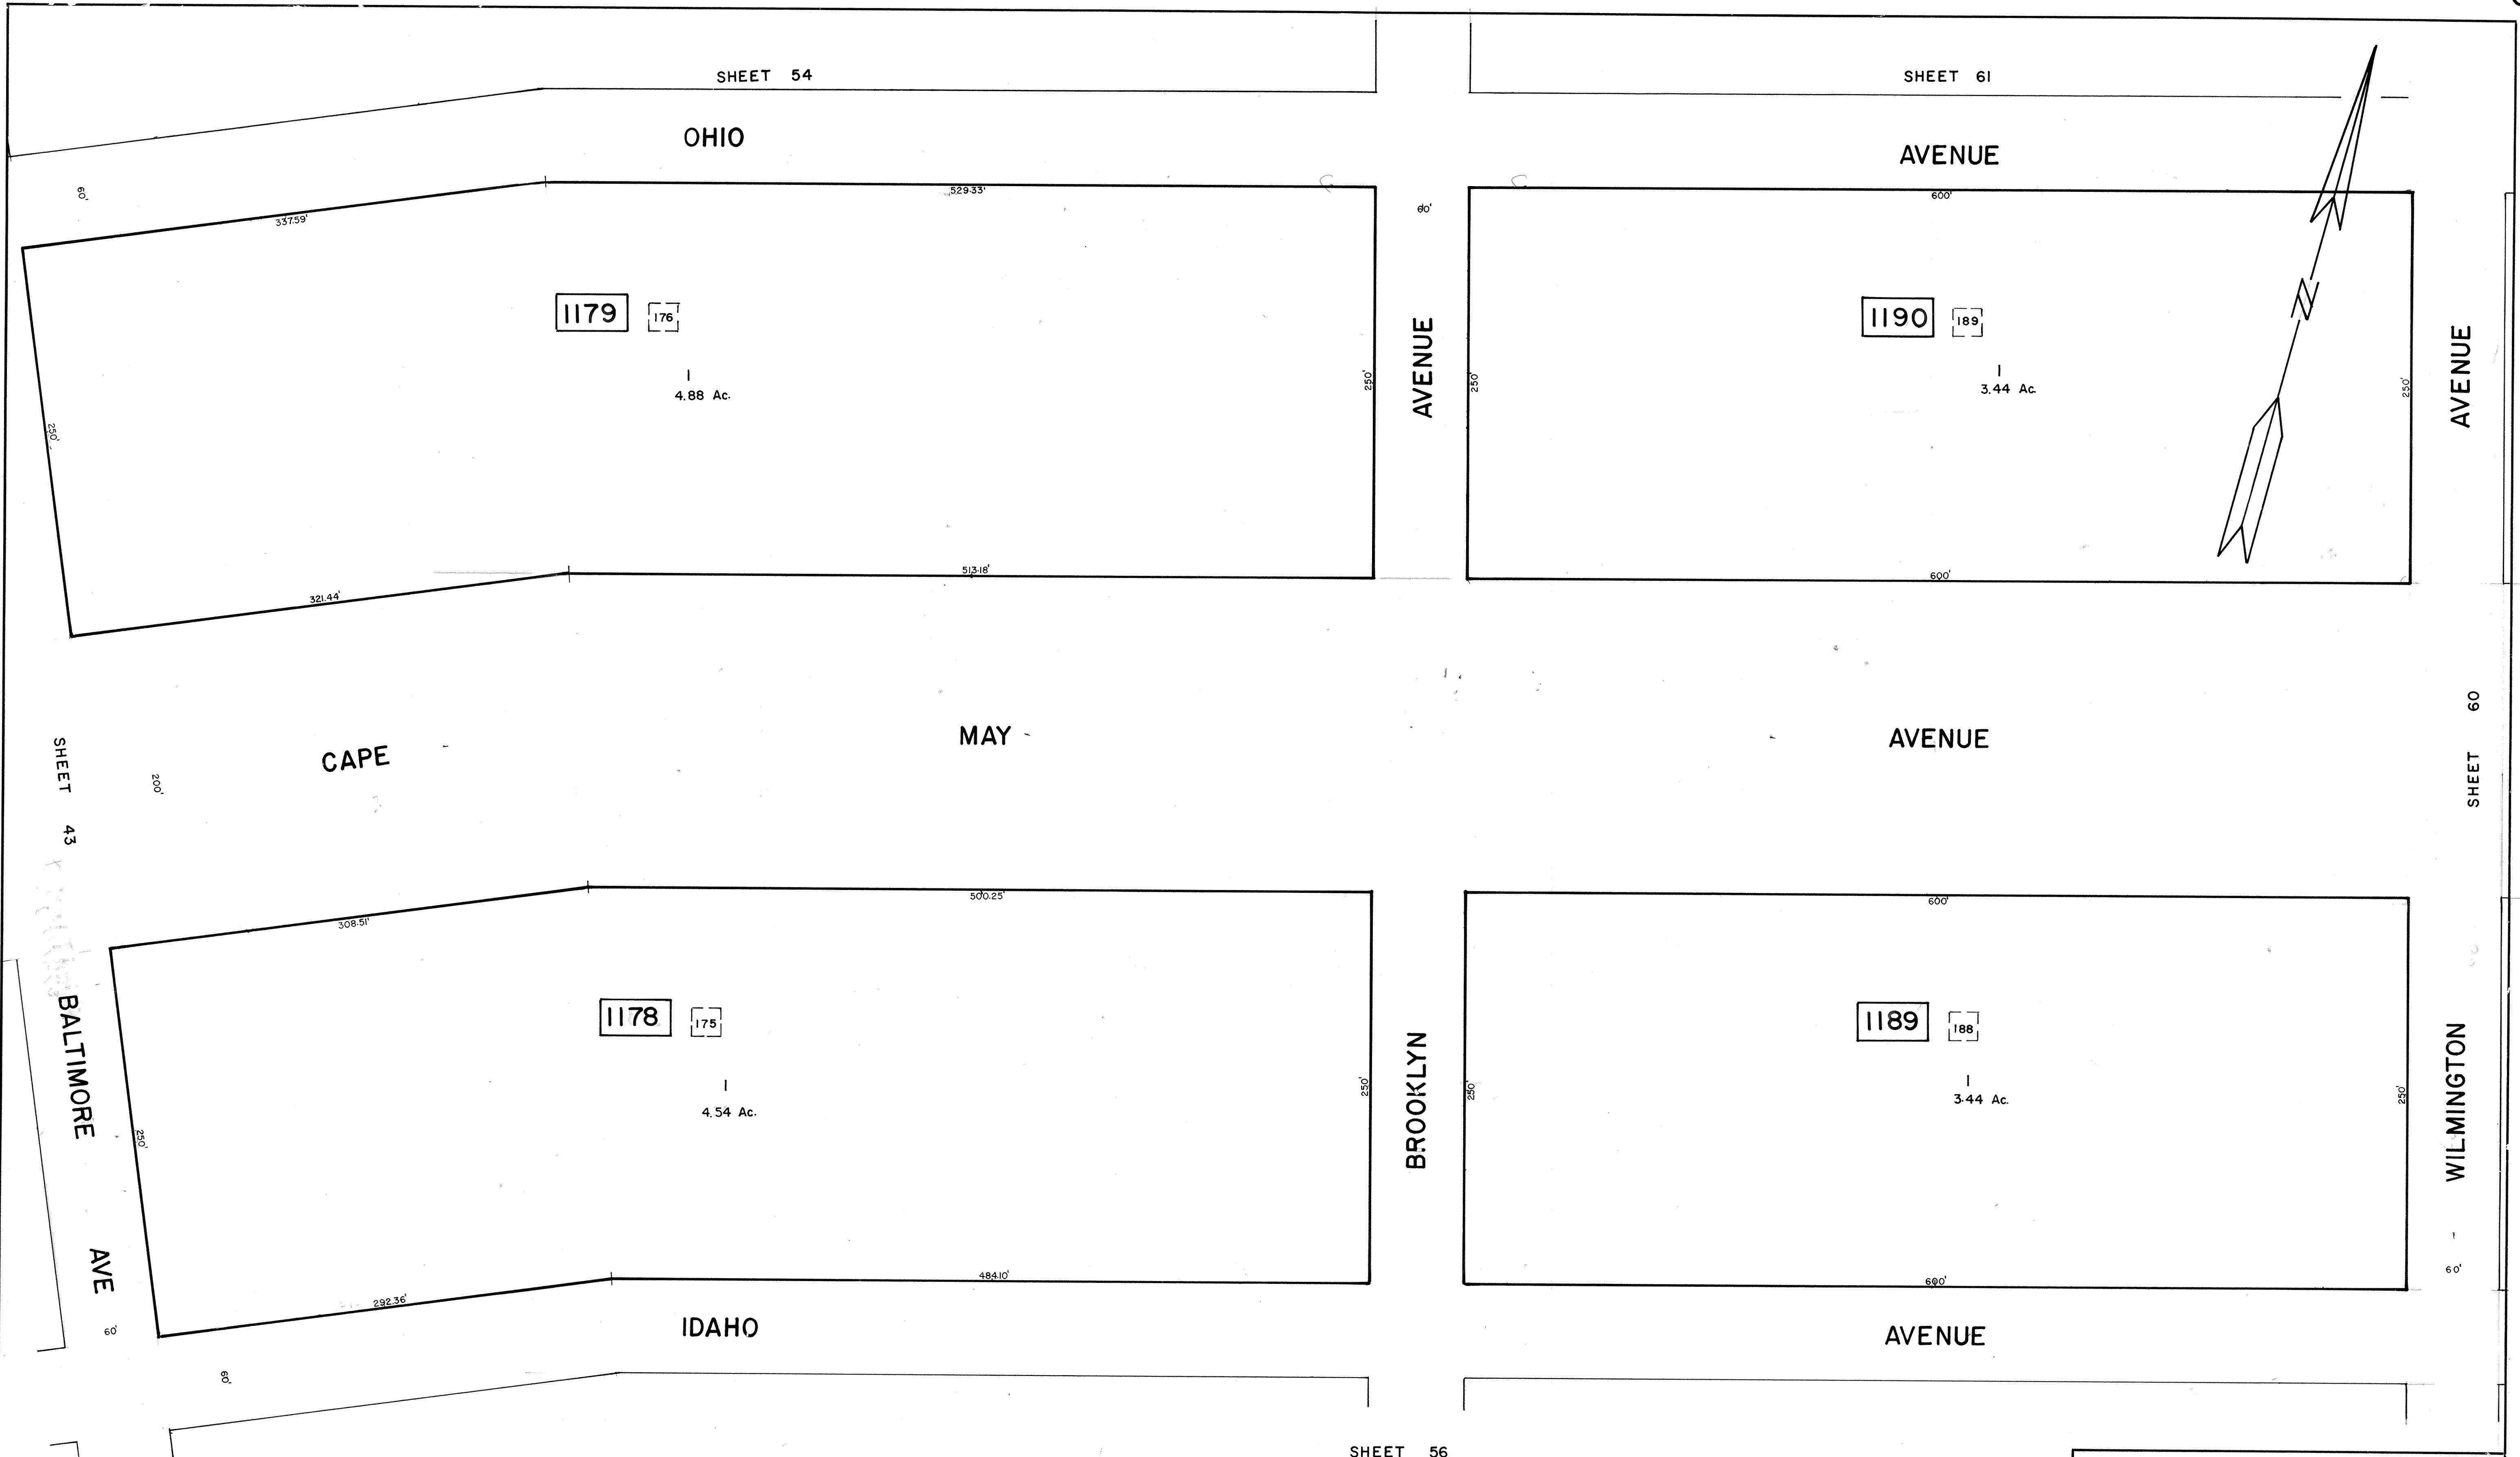 SHEET 54
SHEET 61
OHIO
AVENUE
60'
337.59'
529.33'
60'
600'
1179
176
1
4.88 Ac.
250'
250'
AVENUE
250'
1190
189
1
3.44 Ac.
250'
N
AVENUE
321.44'
513.18'
600'
SHEET 43
200'
CAPE
MAY
AVENUE
SHEET 60
308.51'
500.25'
600'
BALTIMORE
AVE
60'
250'
1178
175
1
4.54 Ac.
250'
BROOKLYN
250'
1189
188
1
3.44 Ac.
250'
WILMINGTON
60'
292.36'
484.10'
600'
60'
IDAHO
AVENUE
SHEET 56